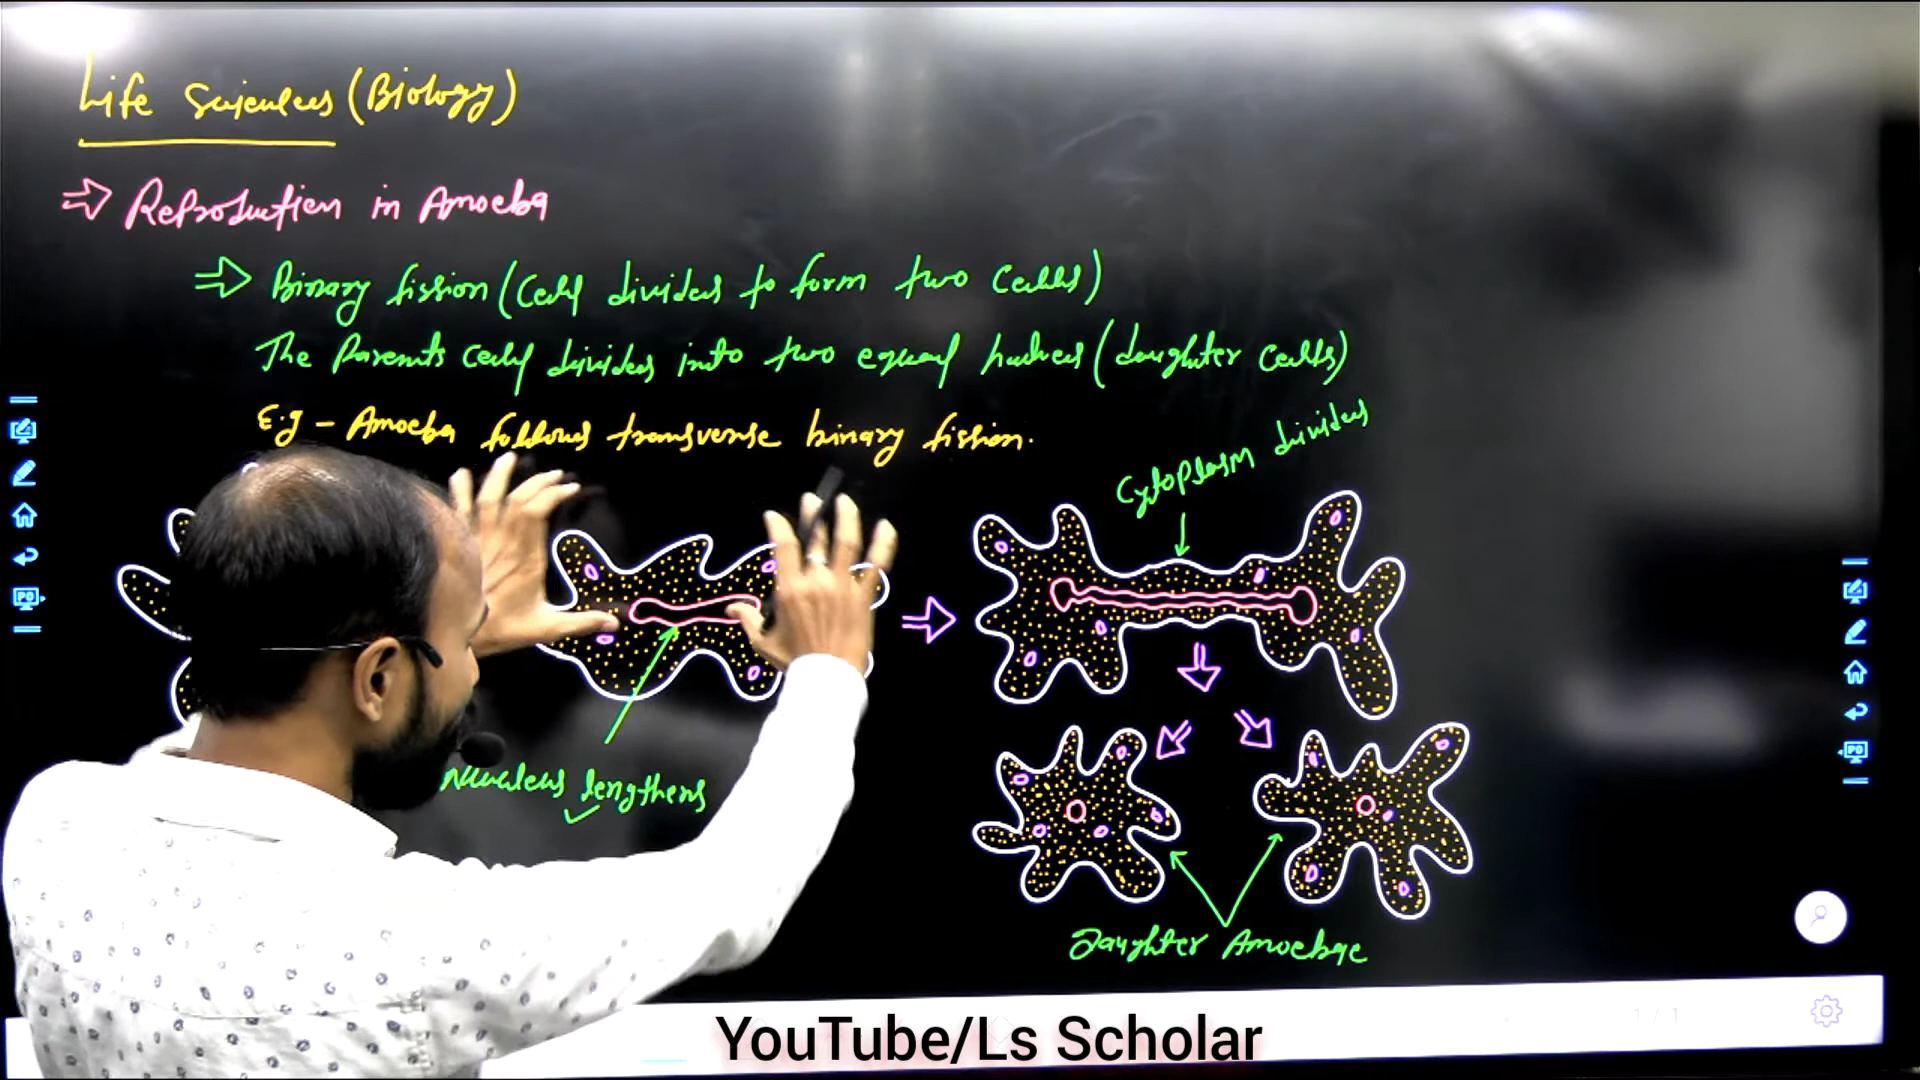 Life Sciences (Biology)
⇒ Reproduction in Amoeba
⇒ Binary fission (Cell divides to form two cells)
The Parents cell divides into two equal halves (daughter cells)
E.g - Amoeba follows transverse binary fission.
Cytoplasm divides
Nucleus lengthens
Daughter Amoebae
1/1
YouTube/Ls Scholar